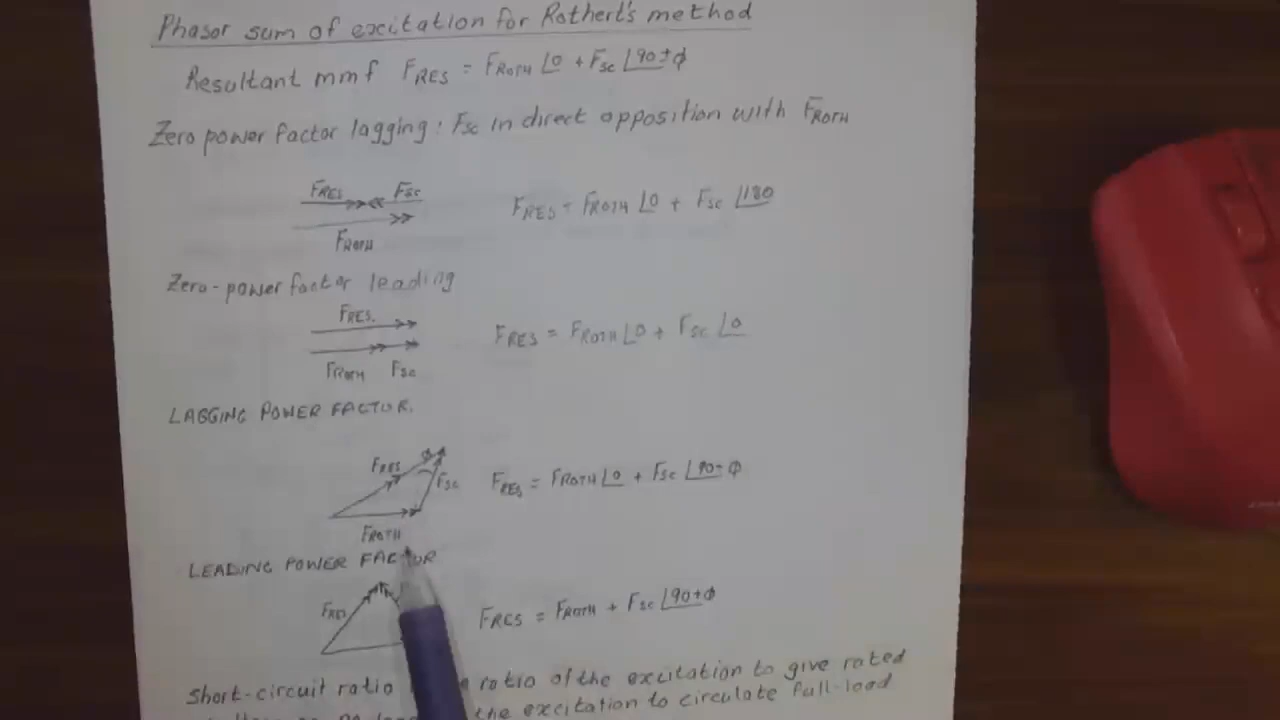 Phasor sum of excitation for Rothert's method
Resultant mmf FRES = FROTH ∠0 + FSC ∠90±ϕ
Zero power factor lagging: FSC in direct opposition with FROTH
FRES FSC
FROTH
FRES = FROTH ∠0 + FSC ∠180
Zero-power factor leading
FRES.
FROTH FSC
FRES = FROTH ∠0 + FSC ∠0
LAGGING POWER FACTOR.
FRES ϕ FSC
FROTH
FRES = FROTH ∠0 + FSC ∠90-ϕ
LEADING POWER FACTOR
FRES
FRES = FROTH + FSC ∠90+ϕ
Short-circuit ratio ratio of the excitation to give rated
the excitation to circulate full-load